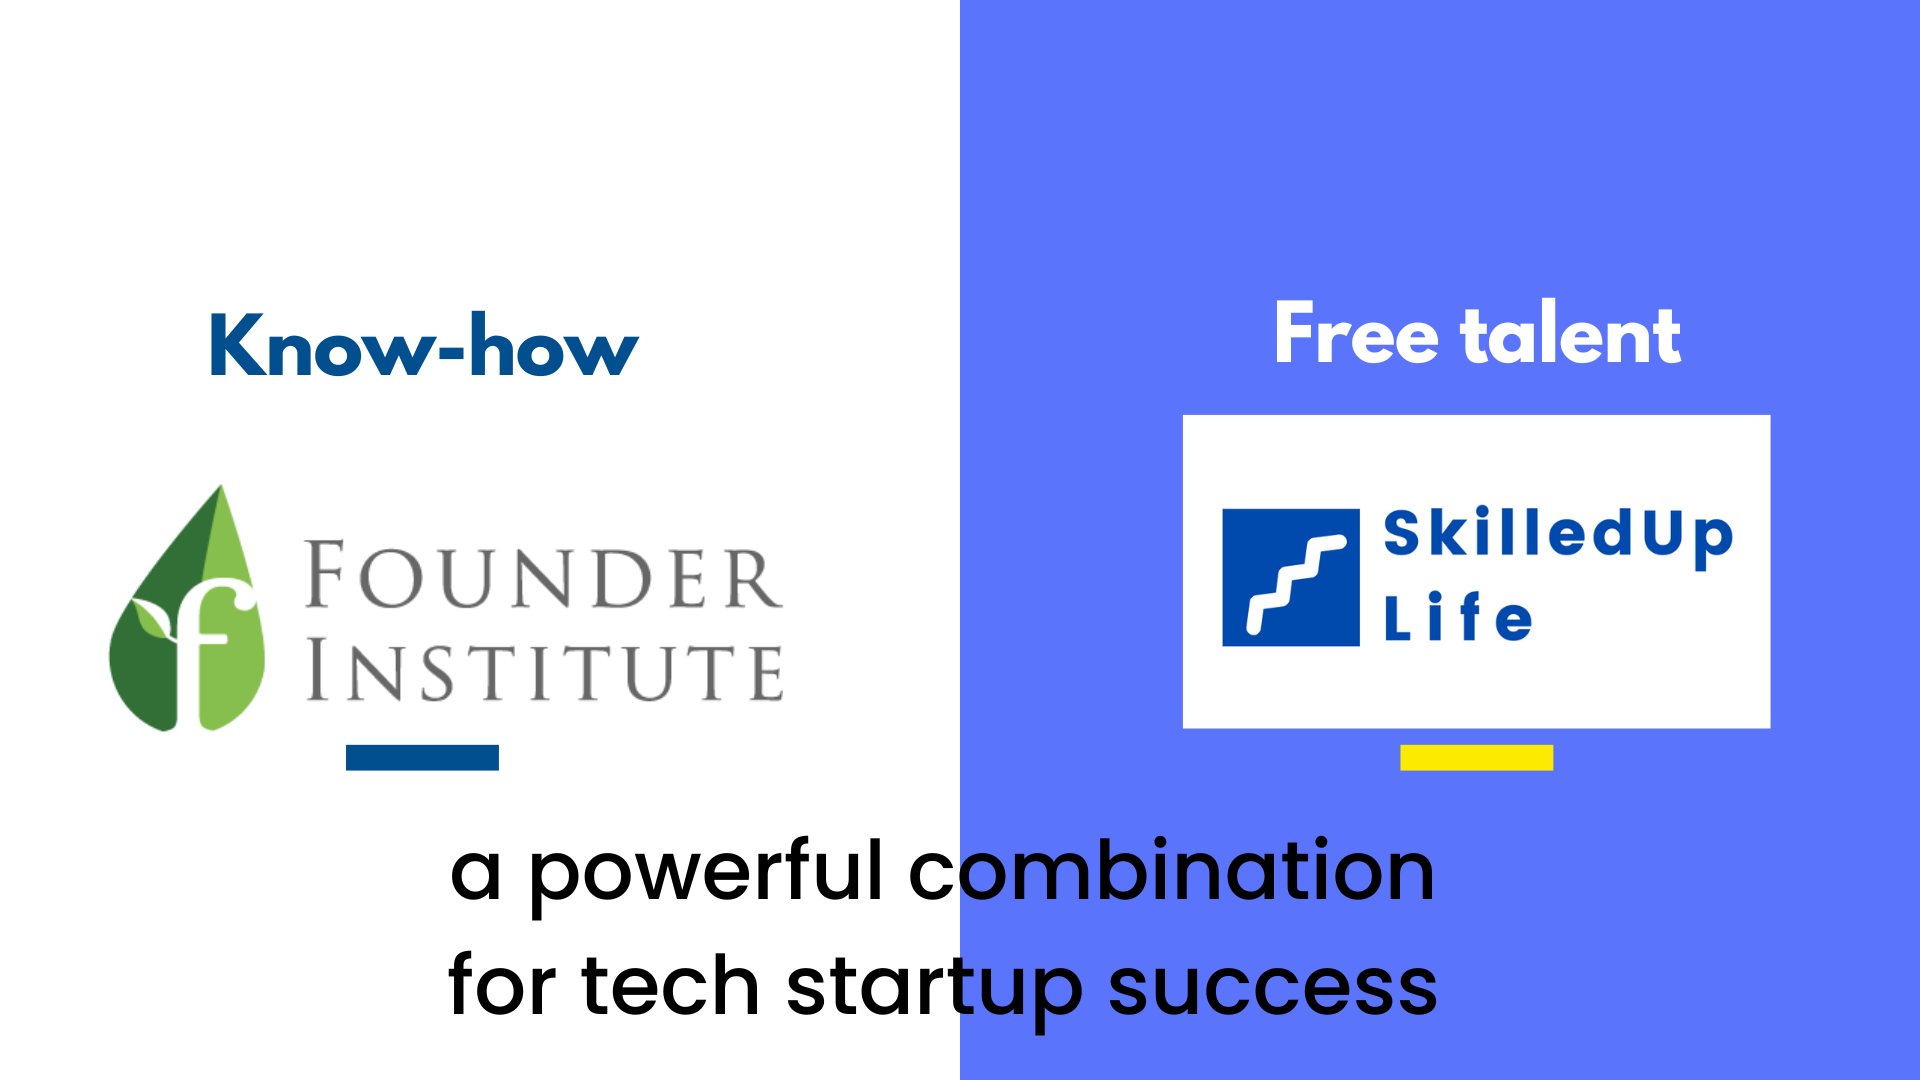 Know-how
FOUNDER
INSTITUTE
Free talent
SkilledUp
Life
a powerful combination
for tech startup success